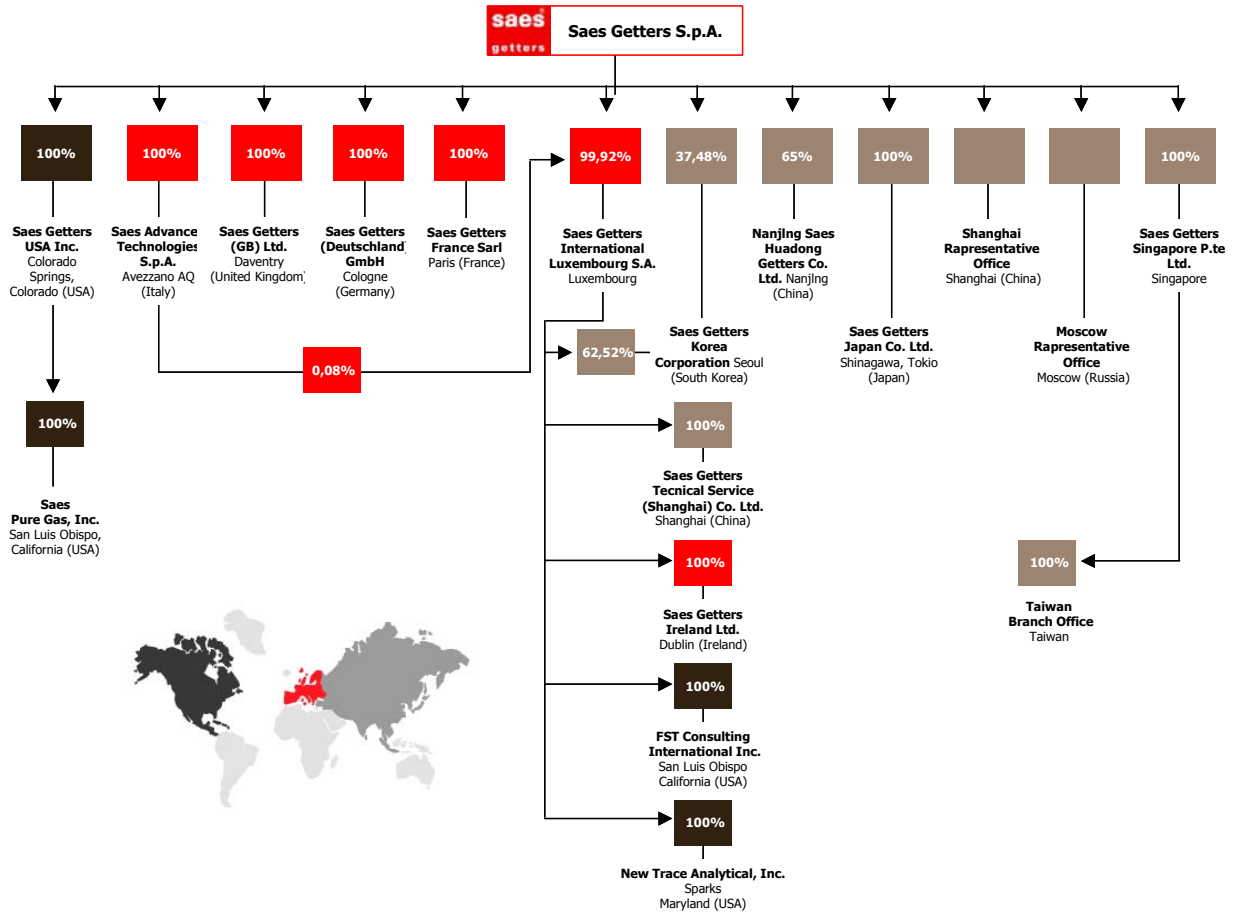 saes
getters
Saes Getters S.p.A.
100%
100%
100%
100%
100%
99,92%
37,48%
65%
100%
100%
Saes Getters
USA Inc.
Colorado
Springs,
Colorado (USA)
Saes Advance
Technologies
S.p.A.
Avezzano AQ
(Italy)
Saes Getters
(GB) Ltd.
Daventry
(United Kingdom)
Saes Getters
(Deutschland)
GmbH
Cologne
(Germany)
Saes Getters
France Sarl
Paris (France)
Saes Getters
International
Luxembourg S.A.
Luxembourg
NanjIng Saes
Huadong
Getters Co.
Ltd. NanjIng
(China)
Shanghai
Rapresentative
Office
Shanghai (China)
Saes Getters
Singapore P.te
Ltd.
Singapore
0,08%
62,52%
Saes Getters
Korea
Corporation Seoul
(South Korea)
Saes Getters
Japan Co. Ltd.
Shinagawa, Tokio
(Japan)
Moscow
Rapresentative
Office
Moscow (Russia)
100%
Saes
Pure Gas, Inc.
San Luis Obispo,
California (USA)
100%
Saes Getters
Tecnical Service
(Shanghai) Co. Ltd.
Shanghai (China)
100%
Saes Getters
Ireland Ltd.
Dublin (Ireland)
100%
Taiwan
Branch Office
Taiwan
100%
FST Consulting
International Inc.
San Luis Obispo
California (USA)
100%
New Trace Analytical, Inc.
Sparks
Maryland (USA)